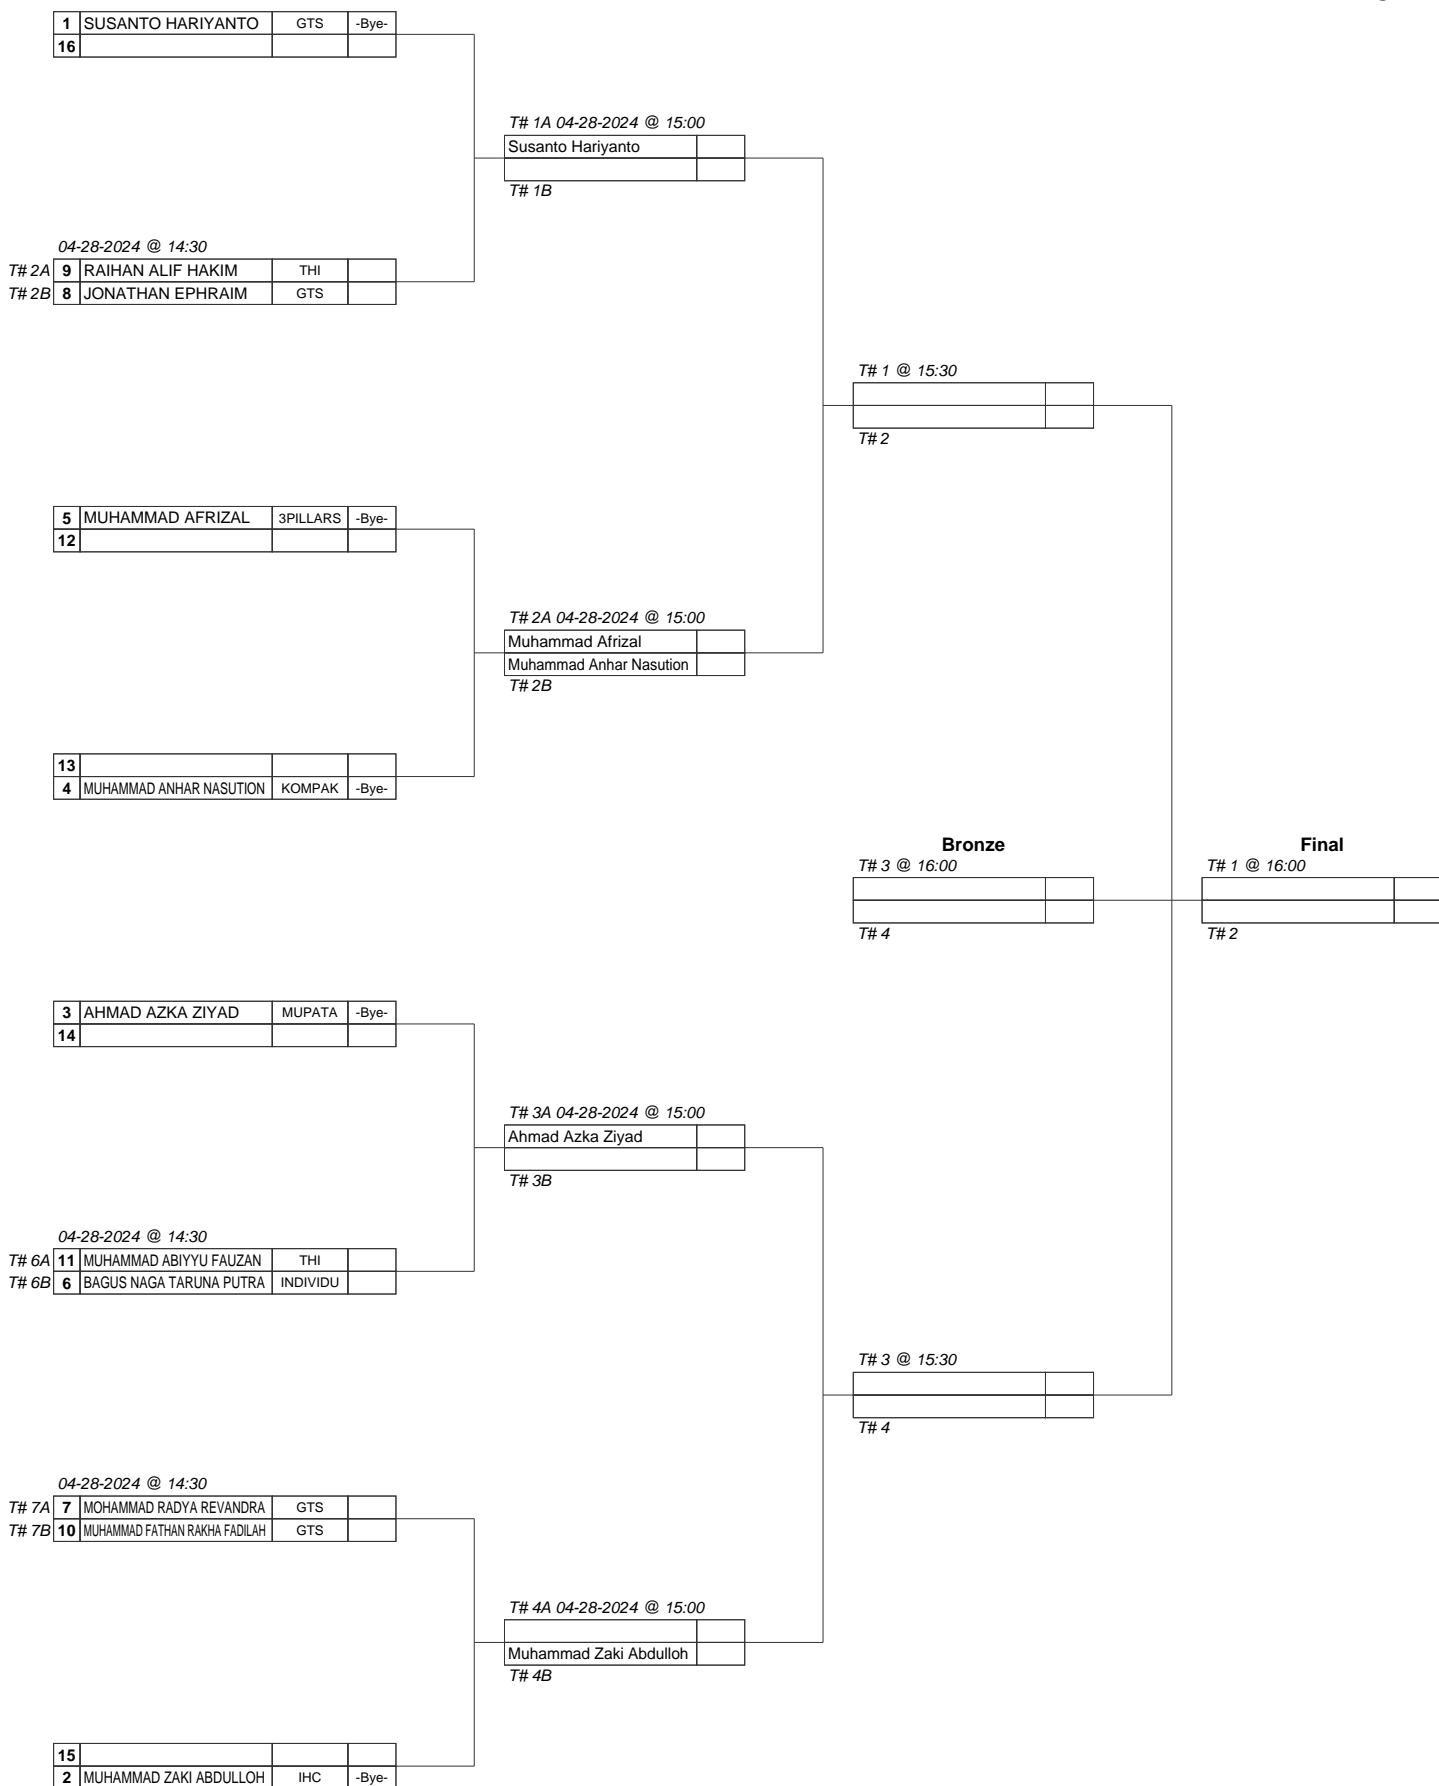 1 SUSANTO HARIYANTO GTS -Bye-
16
T# 1A 04-28-2024 @ 15:00
Susanto Hariyanto
T# 1B
04-28-2024 @ 14:30
T# 2A 9 RAIHAN ALIF HAKIM THI
T# 2B 8 JONATHAN EPHRAIM GTS
T# 1 @ 15:30
T# 2
5 MUHAMMAD AFRIZAL 3PILLARS -Bye-
12
T# 2A 04-28-2024 @ 15:00
Muhammad Afrizal
Muhammad Anhar Nasution
T# 2B
13
4 MUHAMMAD ANHAR NASUTION KOMPAK -Bye-
Bronze Final
T# 3 @ 16:00 T# 1 @ 16:00
T# 4 T# 2
3 AHMAD AZKA ZIYAD MUPATA -Bye-
14
T# 3A 04-28-2024 @ 15:00
Ahmad Azka Ziyad
T# 3B
04-28-2024 @ 14:30
T# 6A 11 MUHAMMAD ABIYYU FAUZAN THI
T# 6B 6 BAGUS NAGA TARUNA PUTRA INDIVIDU
T# 3 @ 15:30
T# 4
04-28-2024 @ 14:30
T# 7A 7 MOHAMMAD RADYA REVANDRA GTS
T# 7B 10 MUHAMMAD FATHAN RAKHA FADILAH GTS
T# 4A 04-28-2024 @ 15:00
Muhammad Zaki Abdulloh
T# 4B
15
2 MUHAMMAD ZAKI ABDULLOH IHC -Bye-